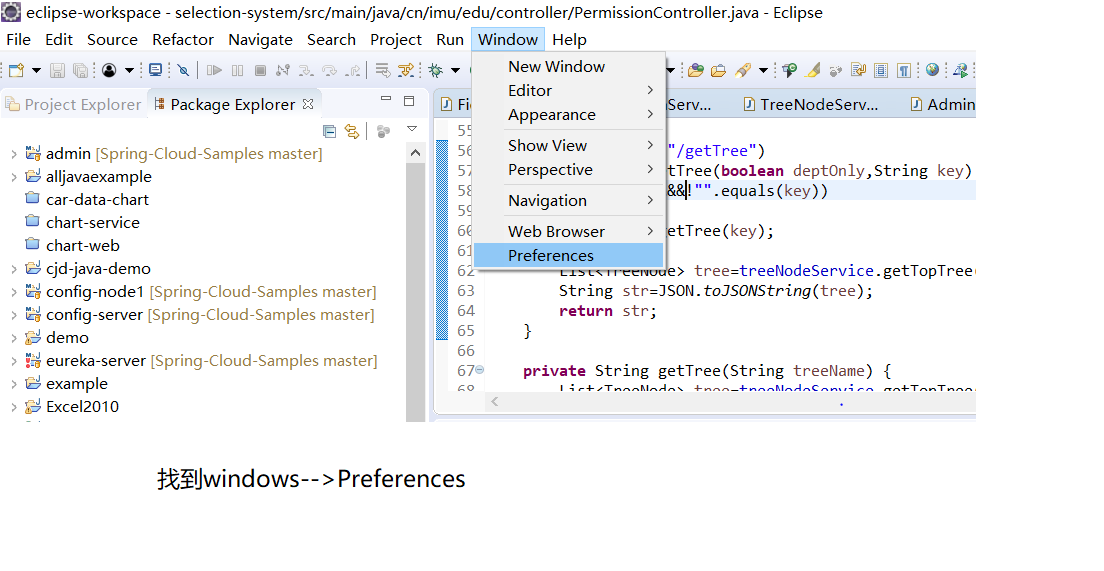 eclipse-workspace - selection-system/src/main/java/cn/imu/edu/controller/PermissionController.java - Eclipse
File Edit Source Refactor Navigate Search Project Run Window Help
New Window
Editor
Appearance
Show View
Perspective
Navigation
Web Browser
Preferences
Project Explorer Package Explorer
admin [Spring-Cloud-Samples master]
alljavaexample
car-data-chart
chart-service
chart-web
cjd-java-demo
config-node1 [Spring-Cloud-Samples master]
config-server [Spring-Cloud-Samples master]
demo
eureka-server [Spring-Cloud-Samples master]
example
Excel2010
Serv... TreeNodeServ... Admin
55
56 "/getTree")
57 tTree(boolean deptOnly,String key)
58 &&!"".equals(key))
59
60 etTree(key);
61
62 List<TreeNode> tree=treeNodeService.getTopTree(
63 String str=JSON.toJSONString(tree);
64 return str;
65 }
66
67 private String getTree(String treeName) {
68 List<TreeNode> tree=treeNodeService.getTopTree
找到windows-->Preferences